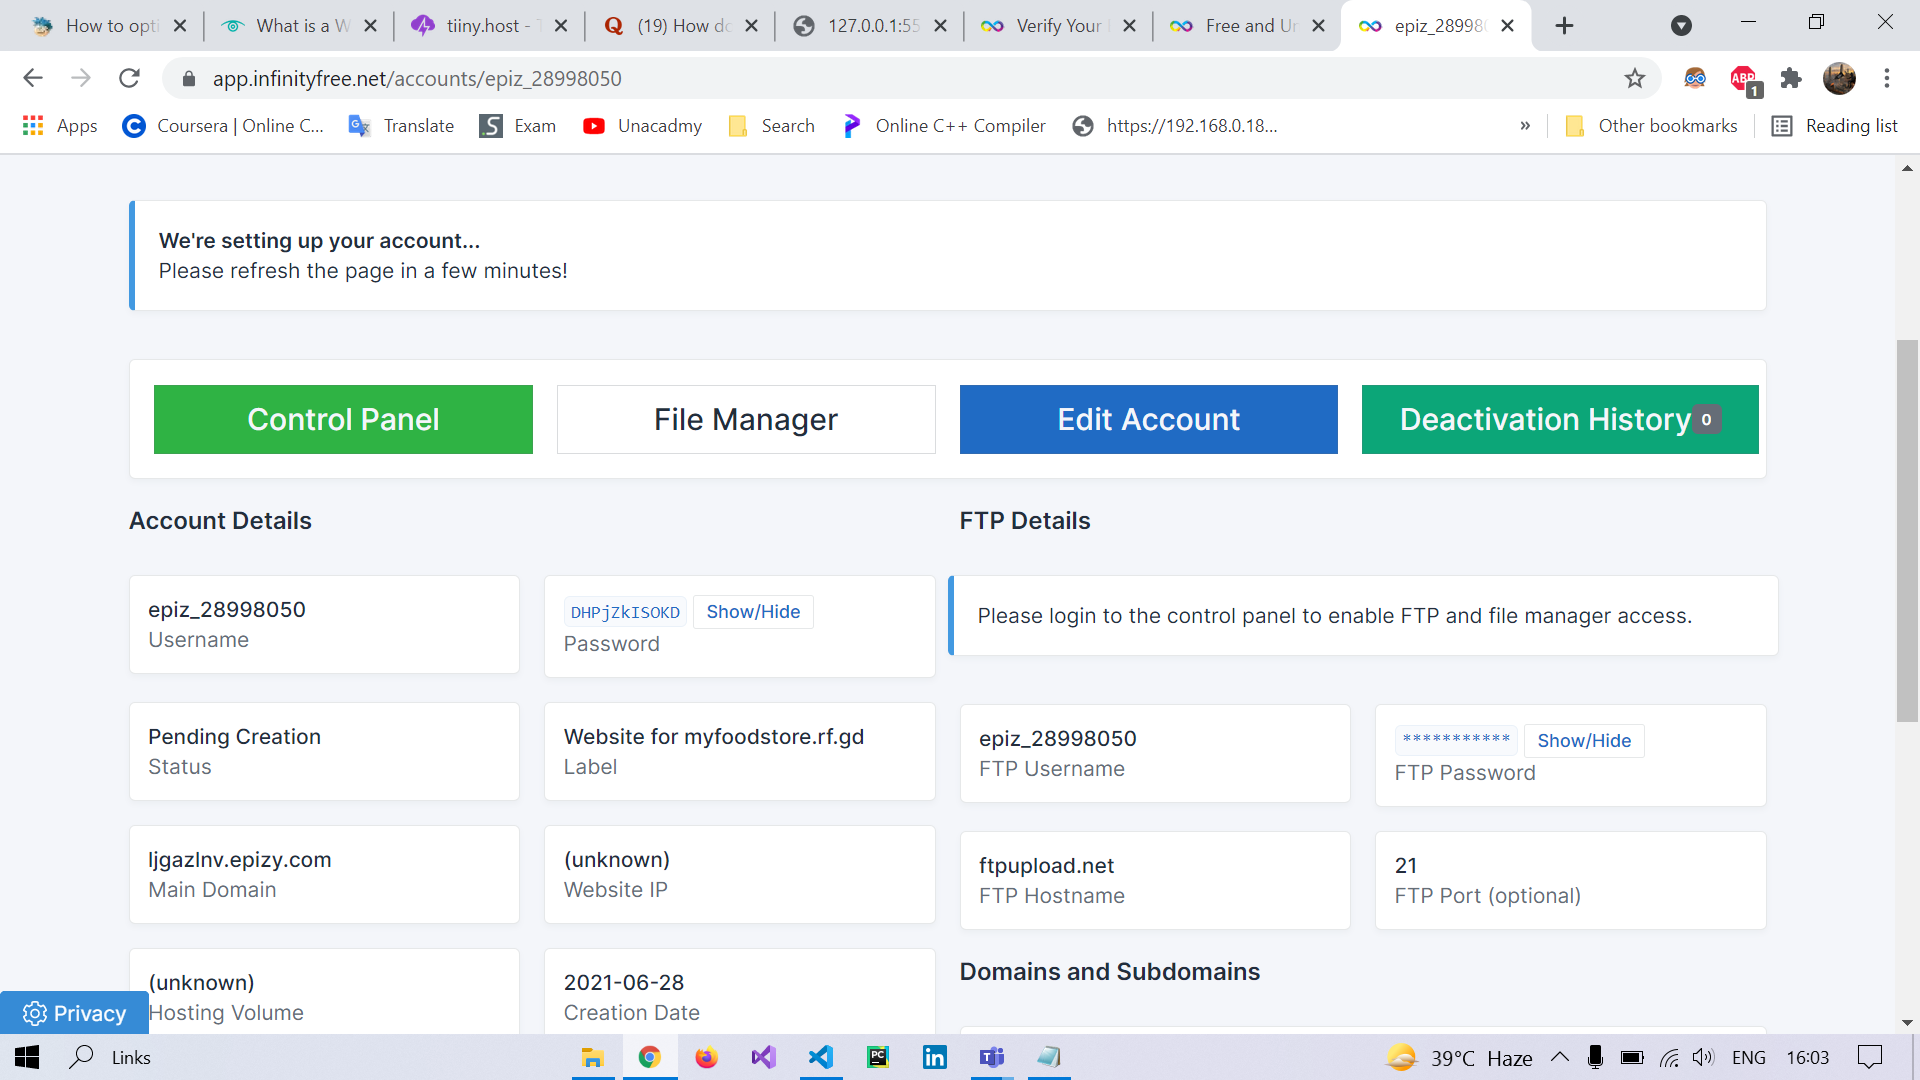 How to opti
What is a W
tiiny.host - T
(19) How do
127.0.0.1:55
Verify Your
Free and Un
epiz_28998
app.infinityfree.net/accounts/epiz_28998050
ABP
1
Apps
Coursera | Online C...
Translate
Exam
Unacadmy
Search
Online C++ Compiler
https://192.168.0.18...
»
Other bookmarks
Reading list
We're setting up your account...
Please refresh the page in a few minutes!
Control Panel
File Manager
Edit Account
Deactivation History 0
Account Details
FTP Details
epiz_28998050
Username
DHPjZkISOKD Show/Hide
Password
Please login to the control panel to enable FTP and file manager access.
Pending Creation
Status
Website for myfoodstore.rf.gd
Label
epiz_28998050
FTP Username
*********** Show/Hide
FTP Password
ljgazlnv.epizy.com
Main Domain
(unknown)
Website IP
ftpupload.net
FTP Hostname
21
FTP Port (optional)
(unknown)
Hosting Volume
2021-06-28
Creation Date
Domains and Subdomains
Privacy
Links
39°C Haze
ENG
16:03